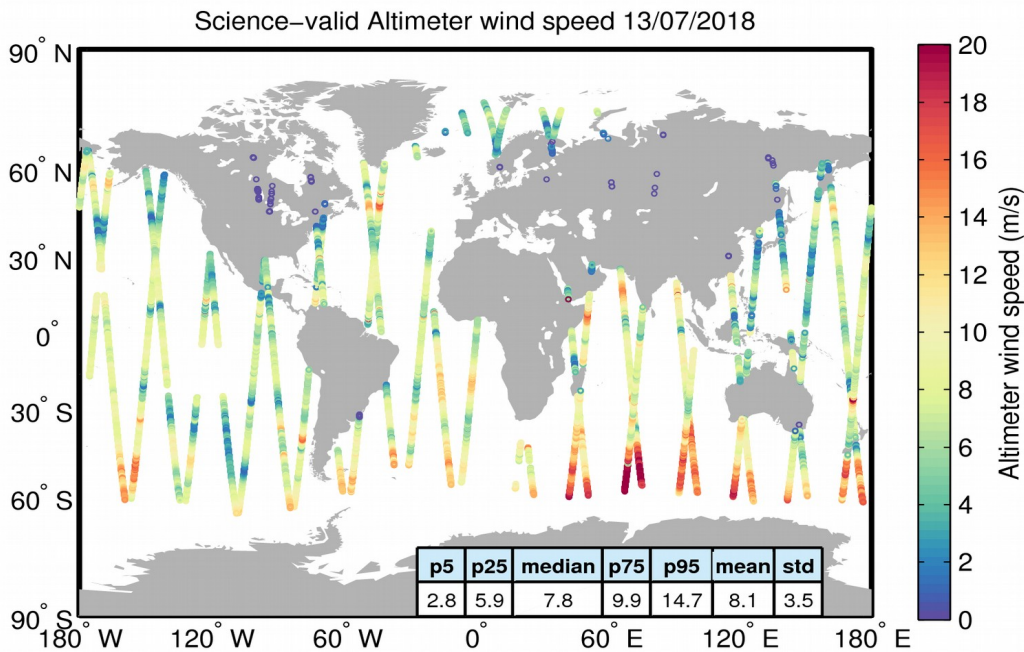 Science−valid Altimeter wind speed 13/07/2018
90° N
60° N
30° N
0°
30° S
60° S
90° S
180° W
120° W
60° W
0°
60° E
120° E
180° E
p5 p25 median p75 p95 mean std
2.8 5.9 7.8 9.9 14.7 8.1 3.5
20
18
16
14
12
10
8
6
4
2
0
Altimeter wind speed (m/s)